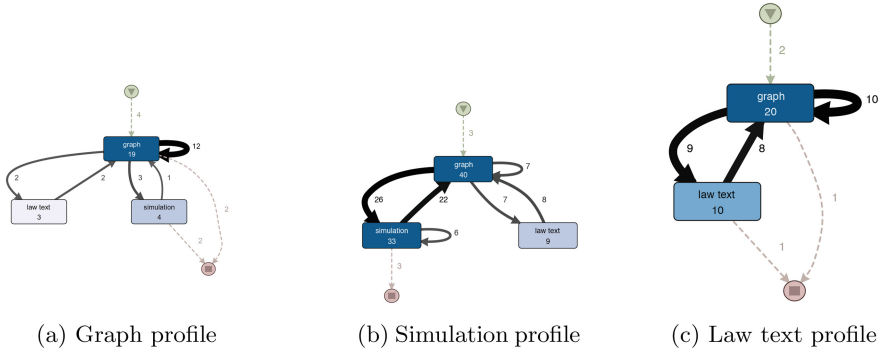 4
graph
19
12
2
2
3
1
law text
3
simulation
4
2
2
(a) Graph profile
3
graph
40
7
26
22
7
8
simulation
33
6
law text
9
3
(b) Simulation profile
2
graph
20
10
9
8
law text
10
1
1
(c) Law text profile